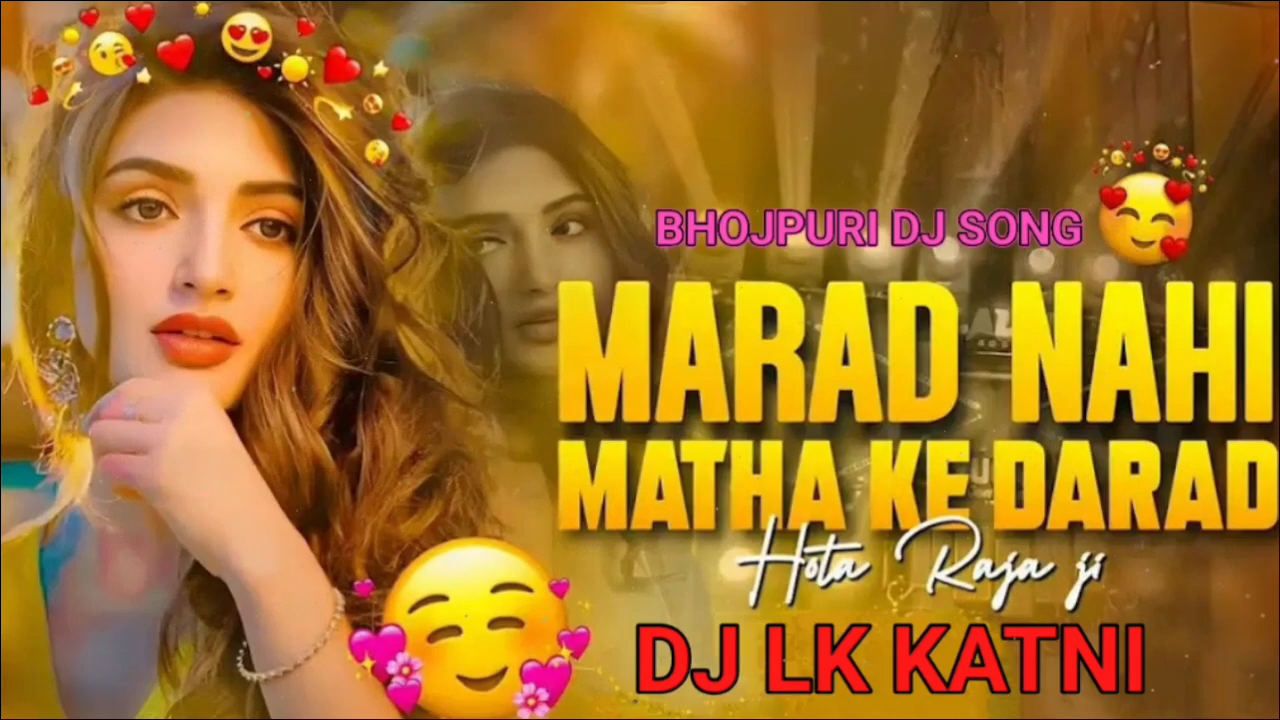 BHOJPURI DJ SONG
MARAD NAHI
MATHA KE DARAD
Hota Raja ji
DJ LK KATNI